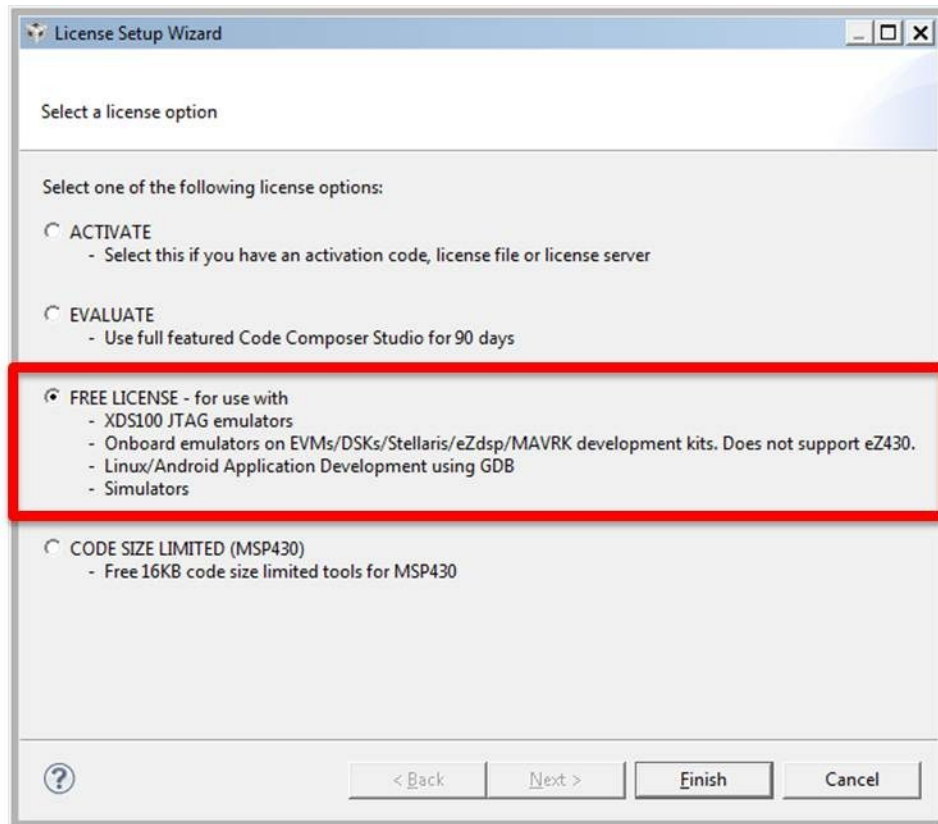 License Setup Wizard
Select a license option
Select one of the following license options:
ACTIVATE
- Select this if you have an activation code, license file or license server
EVALUATE
- Use full featured Code Composer Studio for 90 days
FREE LICENSE - for use with
- XDS100 JTAG emulators
- Onboard emulators on EVMs/DSKs/Stellaris/eZdsp/MAVRK development kits. Does not support eZ430.
- Linux/Android Application Development using GDB
- Simulators
CODE SIZE LIMITED (MSP430)
- Free 16KB code size limited tools for MSP430
? < Back Next > Finish Cancel